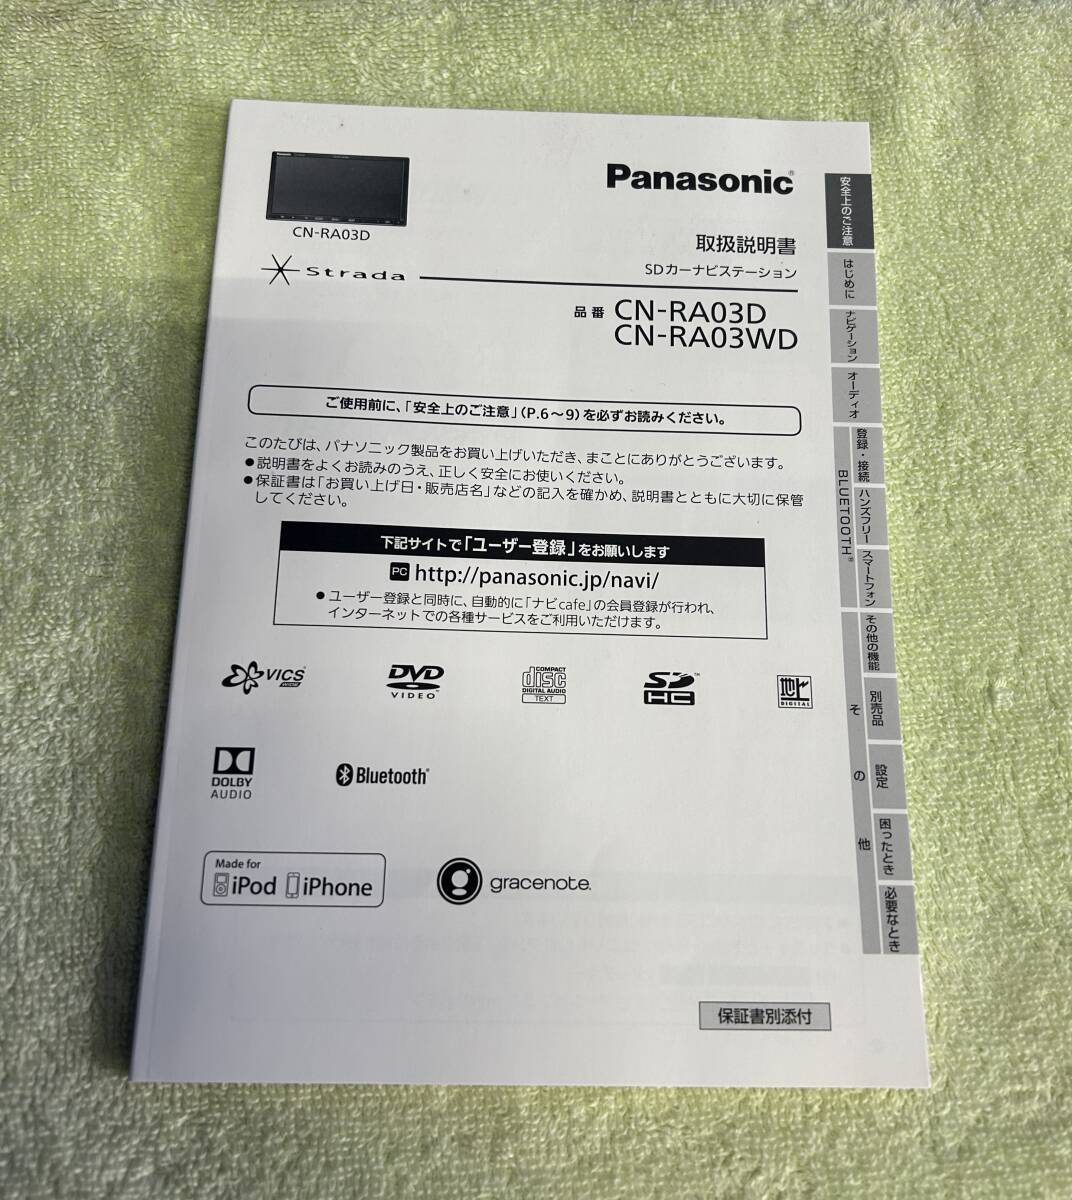 Panasonic®
CN-RA03D
取扱説明書
SDカーナビステーション
Strada
品番 CN-RA03D
CN-RA03WD
ご使用前に、「安全上のご注意」(P.6～9)を必ずお読みください。
このたびは、パナソニック製品をお買い上げいただき、まことにありがとうございます。
●説明書をよくお読みのうえ、正しく安全にお使いください。
●保証書は「お買い上げ日・販売店名」などの記入を確かめ、説明書とともに大切に保管
してください。
下記サイトで「ユーザー登録」をお願いします
PC http://panasonic.jp/navi/
●ユーザー登録と同時に、自動的に「ナビcafe」の会員登録が行われ、
インターネットでの各種サービスをご利用いただけます。
VICS WIDE
DVD VIDEO
COMPACT disc DIGITAL AUDIO TEXT
SD HC ™
地上 DIGITAL
DOLBY AUDIO
Bluetooth®
Made for
iPod iPhone
gracenote.
保証書別添付
安全上のご注意
はじめに
ナビゲーション
オーディオ
BLUETOOTH®
登録・接続
ハンズフリー
スマートフォン
その他
その他の機能
別売品
設定
困ったとき
必要なとき